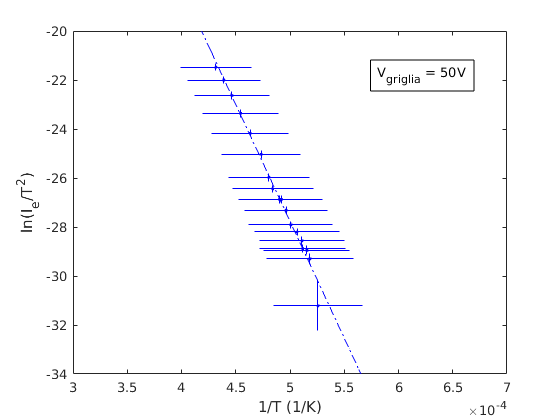 -20
-22
-24
-26
-28
-30
-32
-34
ln(I_e/T^2)
V_griglia = 50V
3 3.5 4 4.5 5 5.5 6 6.5 7
1/T (1/K)
×10^-4